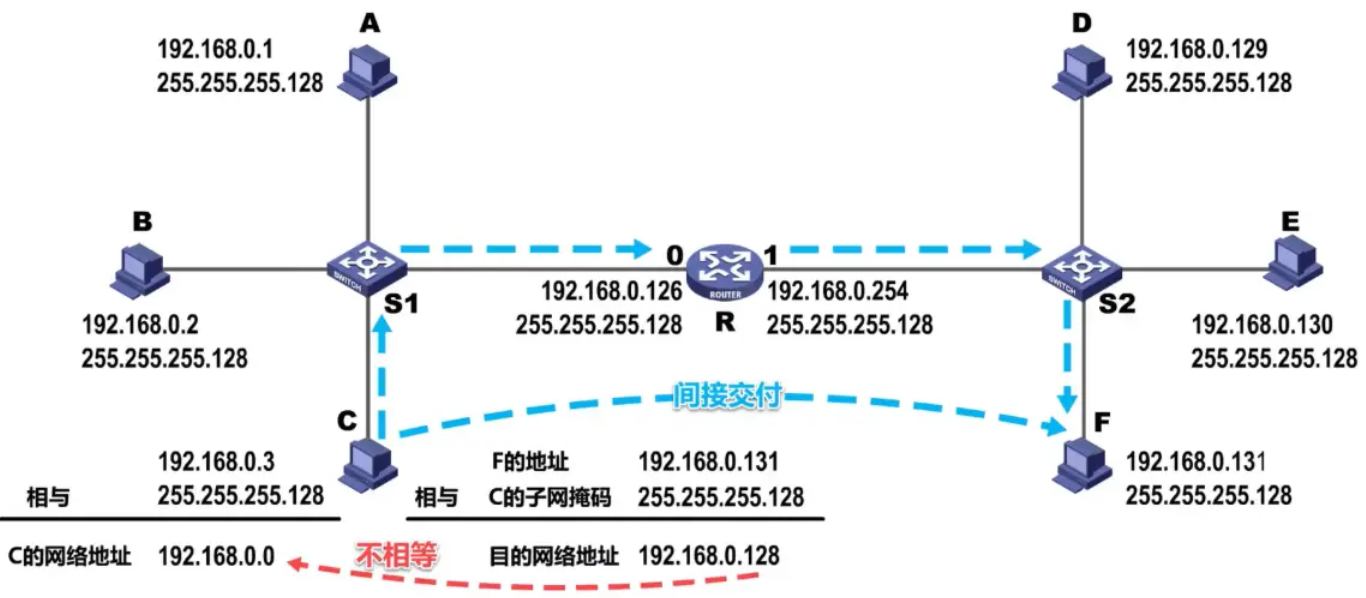 A
192.168.0.1
255.255.255.128
D
192.168.0.129
255.255.255.128
B
192.168.0.2
255.255.255.128
SWITCH
S1
0
1
192.168.0.126
255.255.255.128
ROUTER
R
192.168.0.254
255.255.255.128
SWITCH
S2
E
192.168.0.130
255.255.255.128
间接交付
C
192.168.0.3
相与 255.255.255.128
C的网络地址 192.168.0.0
F的地址 192.168.0.131
相与 C的子网掩码 255.255.255.128
不相等
目的网络地址 192.168.0.128
F
192.168.0.131
255.255.255.128